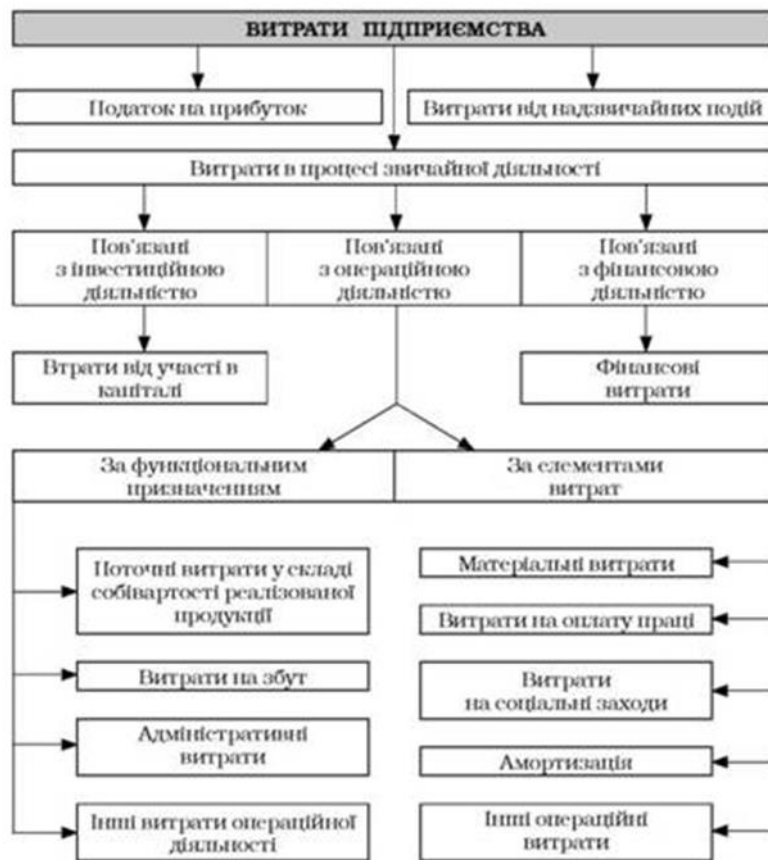 ВИТРАТИ ПІДПРИЄМСТВА
Податок на прибуток
Витрати від надзвичайних подій
Витрати в процесі звичайної діяльності
Пов'язані
з інвестиційною
діяльністю
Пов'язані
з операційною
діяльністю
Пов'язані
з фінансовою
діяльністю
Втрати від участі в
капіталі
Фінансові
витрати
За функціональним
призначенням
За елементами
витрат
Поточні витрати у складі
собівартості реалізованої
продукції
Витрати на збут
Адміністративні
витрати
Інші витрати операційної
діяльності
Матеріальні витрати
Витрати на оплату праці
Витрати
на соціальні заходи
Амортизація
Інші операційні
витрати